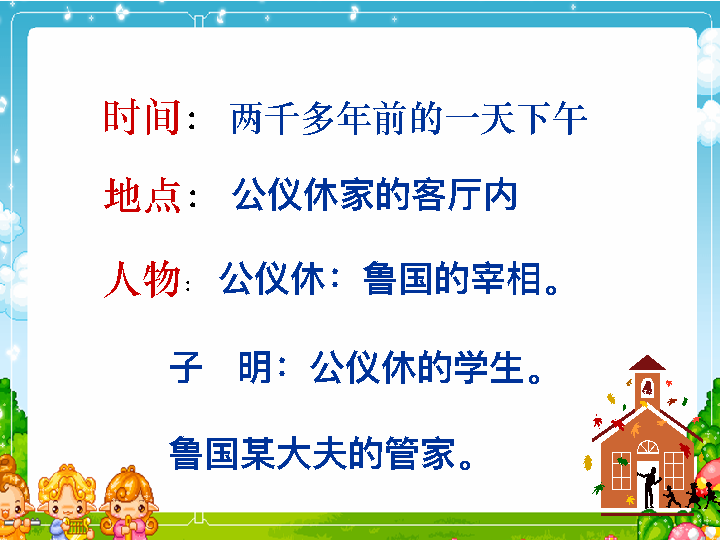 时间：两千多年前的一天下午
地点：公仪休家的客厅内
人物：公仪休：鲁国的宰相。
子　明：公仪休的学生。
鲁国某大夫的管家。